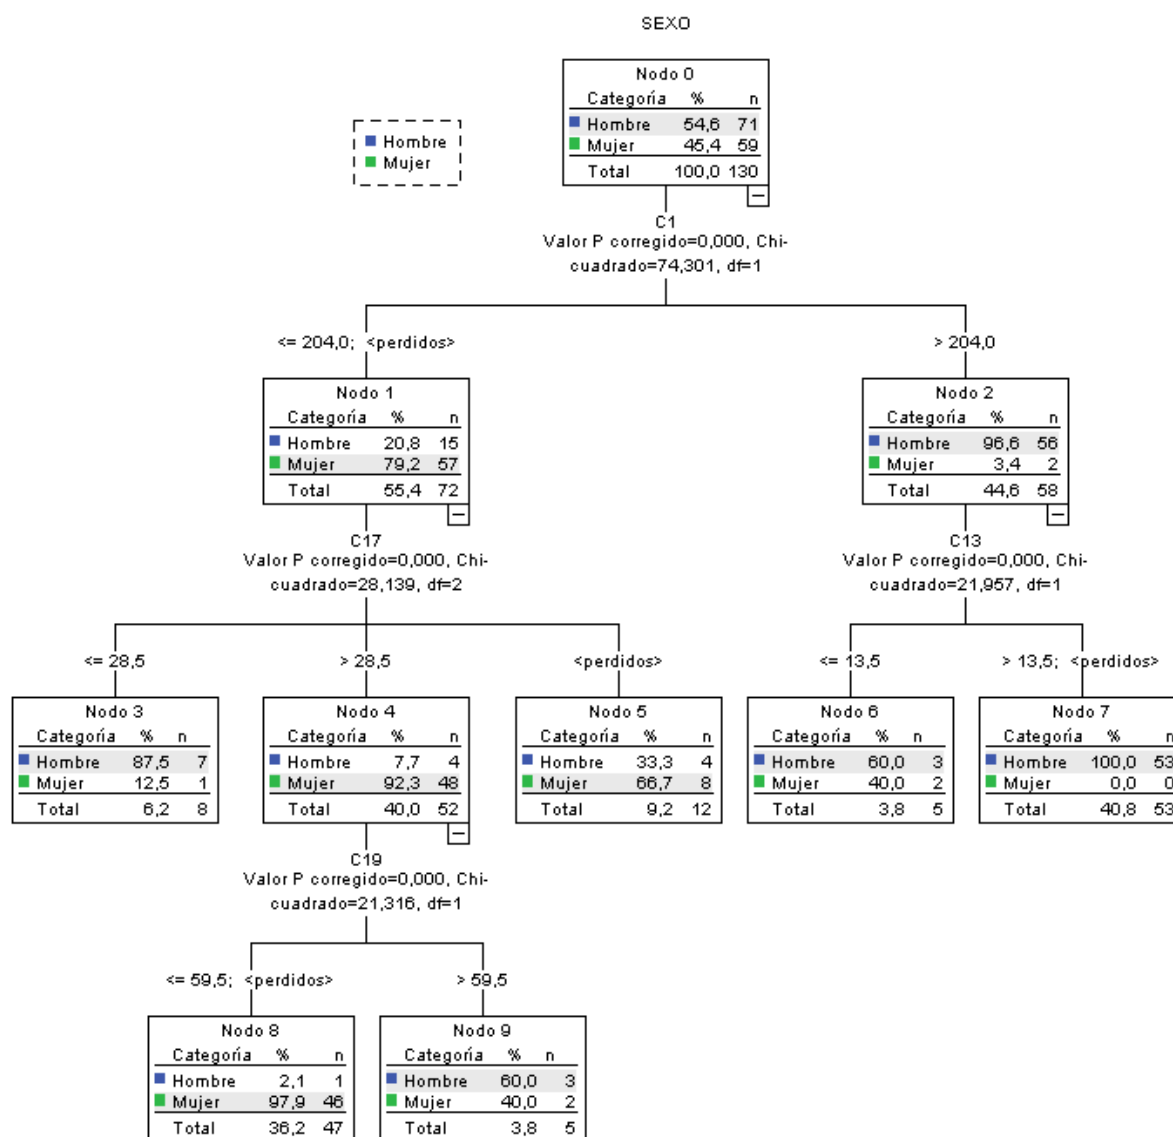 SEXO
Nodo 0
Categoría % n
Hombre 54,6 71
Mujer 45,4 59
Total 100,0 130
Hombre
Mujer
C1
Valor P corregido=0,000, Chi-
cuadrado=74,301, df=1
<= 204,0; <perdidos>
> 204,0
Nodo 1
Categoría % n
Hombre 20,8 15
Mujer 79,2 57
Total 55,4 72
Nodo 2
Categoría % n
Hombre 96,6 56
Mujer 3,4 2
Total 44,6 58
C17
Valor P corregido=0,000, Chi-
cuadrado=28,139, df=2
C13
Valor P corregido=0,000, Chi-
cuadrado=21,957, df=1
<= 28,5
> 28,5
<perdidos>
<= 13,5
> 13,5; <perdidos>
Nodo 3
Categoría % n
Hombre 87,5 7
Mujer 12,5 1
Total 6,2 8
Nodo 4
Categoría % n
Hombre 7,7 4
Mujer 92,3 48
Total 40,0 52
Nodo 5
Categoría % n
Hombre 33,3 4
Mujer 66,7 8
Total 9,2 12
Nodo 6
Categoría % n
Hombre 60,0 3
Mujer 40,0 2
Total 3,8 5
Nodo 7
Categoría % n
Hombre 100,0 53
Mujer 0,0 0
Total 40,8 53
C19
Valor P corregido=0,000, Chi-
cuadrado=21,316, df=1
<= 59,5; <perdidos>
> 59,5
Nodo 8
Categoría % n
Hombre 2,1 1
Mujer 97,9 46
Total 36,2 47
Nodo 9
Categoría % n
Hombre 60,0 3
Mujer 40,0 2
Total 3,8 5